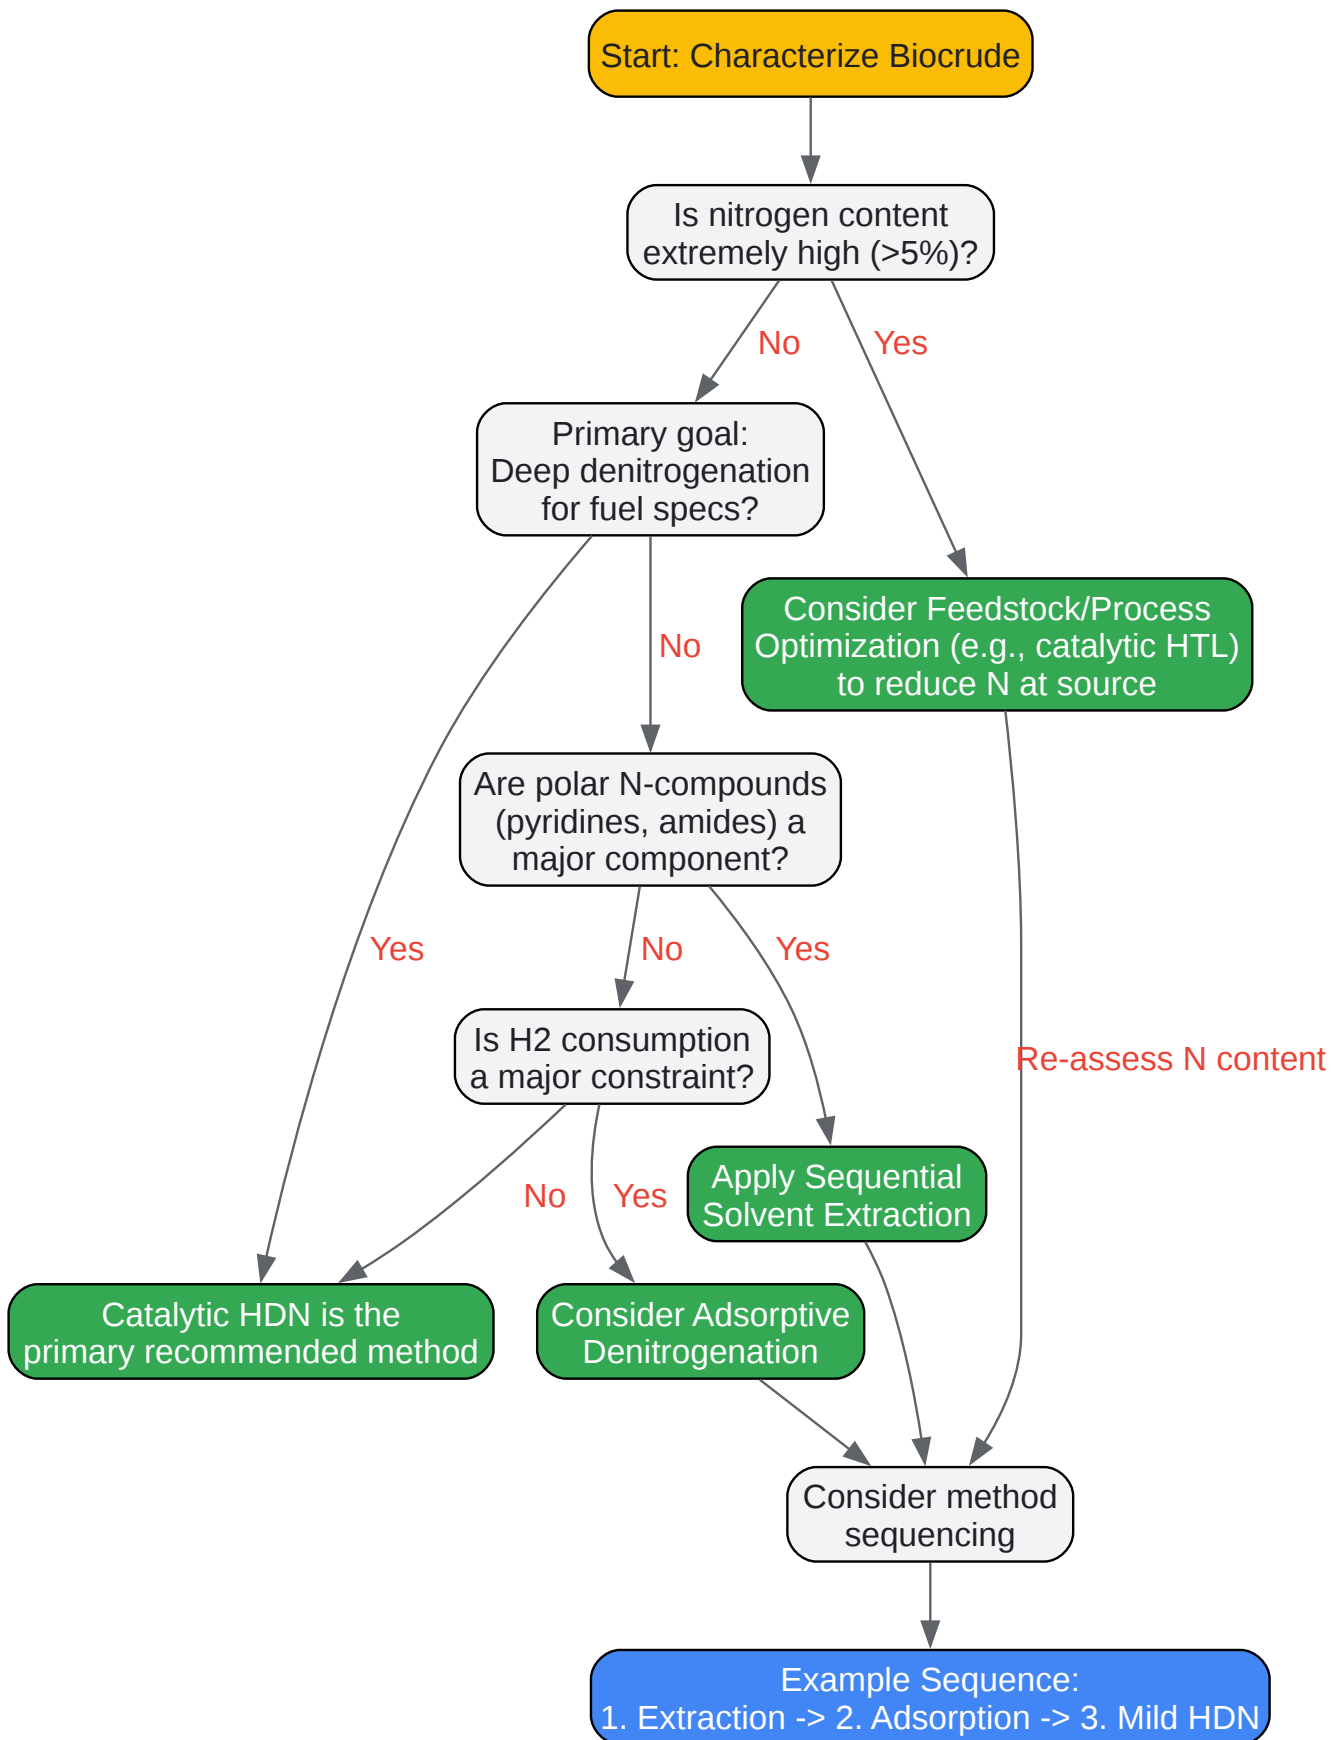 Start: Characterize Biocrude
Is nitrogen content
extremely high (>5%)?
No
Yes
Primary goal:
Deep denitrogenation
for fuel specs?
Consider Feedstock/Process
Optimization (e.g., catalytic HTL)
to reduce N at source
No
Are polar N-compounds
(pyridines, amides) a
major component?
Yes
No
Yes
Is H2 consumption
a major constraint?
Re-assess N content
Apply Sequential
Solvent Extraction
No
Yes
Catalytic HDN is the
primary recommended method
Consider Adsorptive
Denitrogenation
Consider method
sequencing
Example Sequence:
1. Extraction -> 2. Adsorption -> 3. Mild HDN